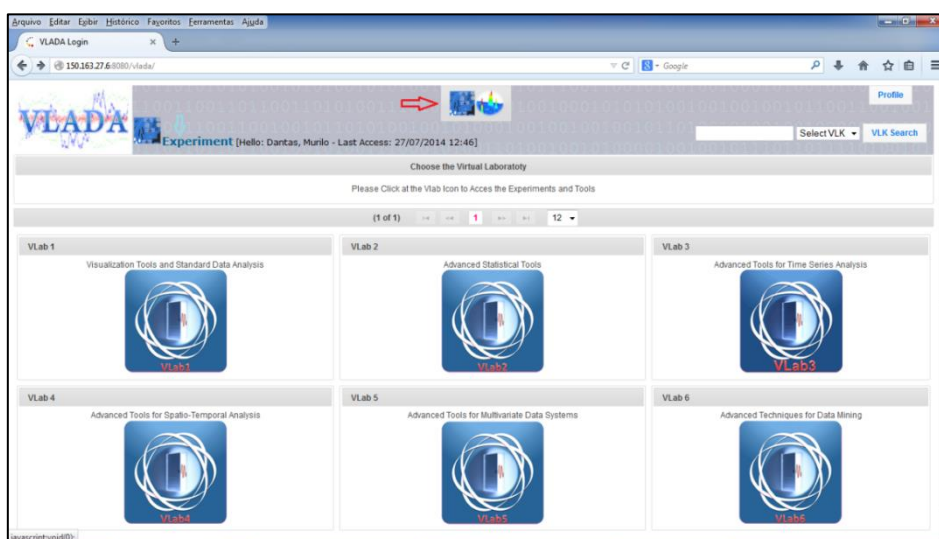 Arquivo Editar Exibir Histórico Favoritos Ferramentas Ajuda
VLADA Login
150.163.27.6:8080/vlada/
Google
VLADA
Profile
Experiment [Hello: Dantas, Murilo - Last Access: 27/07/2014 12:46]
Select VLK
VLK Search
Choose the Virtual Laboratoty
Please Click at the Vlab Icon to Acces the Experiments and Tools
(1 of 1) 1 12
VLab 1 VLab 2 VLab 3
Visualization Tools and Standard Data Analysis Advanced Statistical Tools Advanced Tools for Time Series Analysis
VLab1 VLab2 VLab3
VLab 4 VLab 5 VLab 6
Advanced Tools for Spatio-Temporal Analysis Advanced Tools for Multivariate Data Systems Advanced Techniques for Data Mining
VLab4 VLab5 VLab6
javascript:void(0);